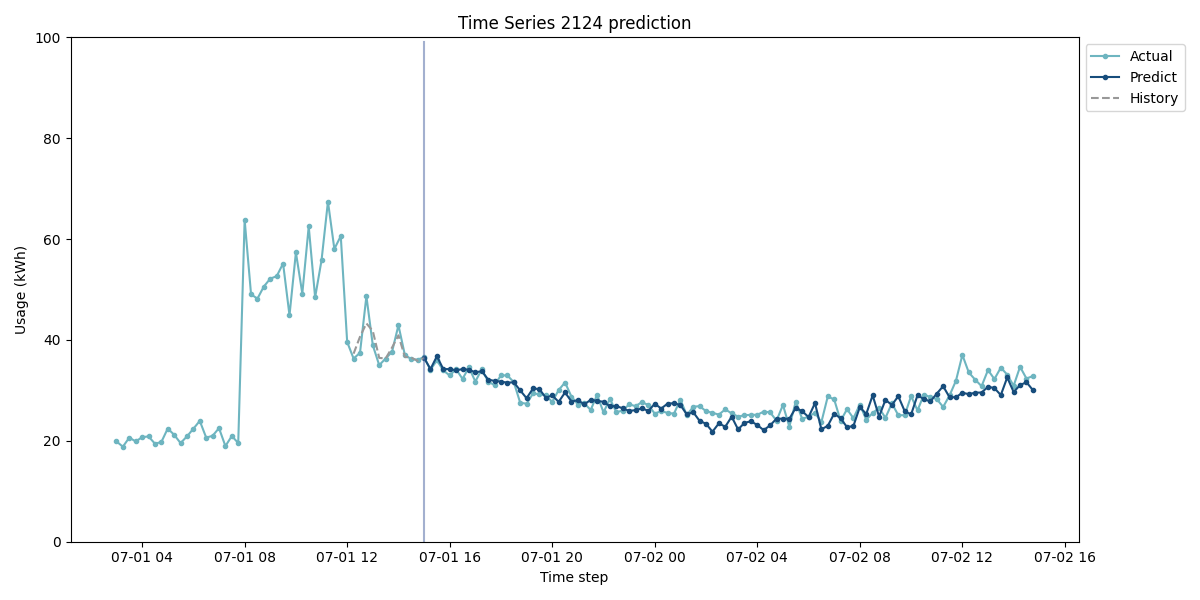 Time Series 2124 prediction
100
80
60
40
20
0
Usage (kWh)
07-01 04
07-01 08
07-01 12
07-01 16
07-01 20
07-02 00
07-02 04
07-02 08
07-02 12
07-02 16
Time step
Actual
Predict
History